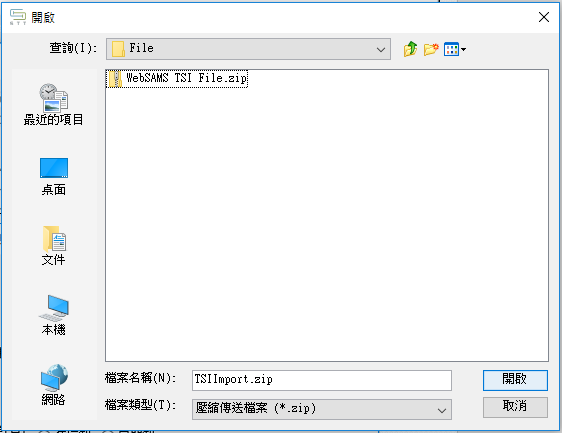 開啟
查詢(I):
File
WebSAMS TSI File.zip
最近的項目
桌面
文件
本機
網路
檔案名稱(N):
TSIImport.zip
開啟
檔案類型(T):
壓縮傳送檔案 (*.zip)
取消